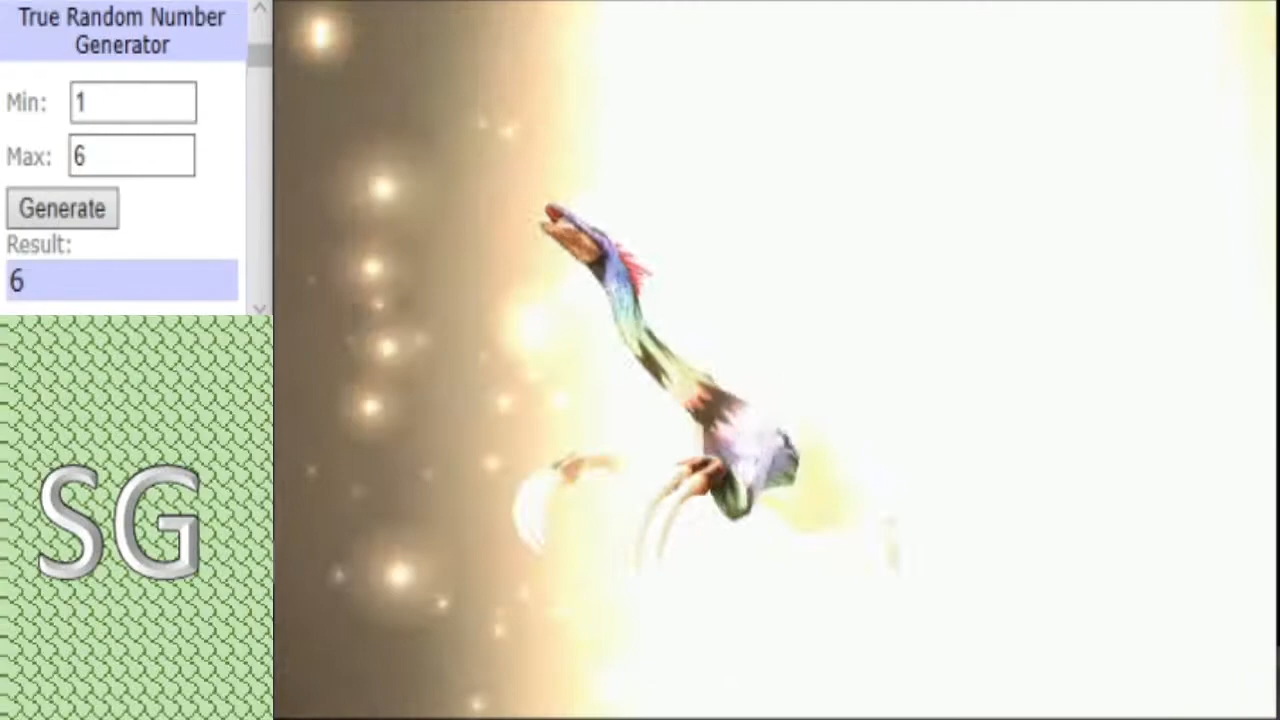 True Random Number
Generator
Min: 1
Max: 6
Generate
Result:
6
SG